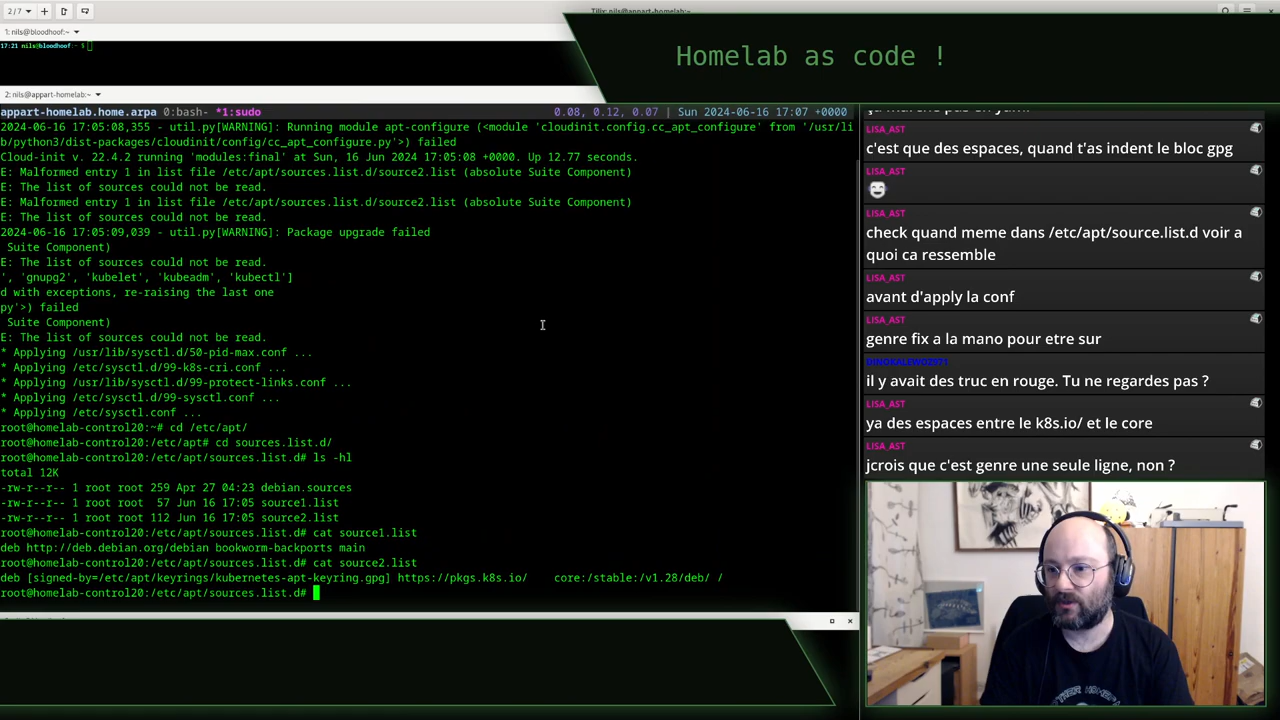 2 / 7
Tilix: nils@appart-homelab:~
1: nils@bloodhoof:~
17:21 nils@bloodhoof:~ $
Homelab as code !
2: nils@appart-homelab:~
appart-homelab.home.arpa 0:bash- *1:sudo 0.08, 0.12, 0.07 | Sun 2024-06-16 17:07 +0000
2024-06-16 17:05:08,355 - util.py[WARNING]: Running module apt-configure (<module 'cloudinit.config.cc_apt_configure' from '/usr/li
b/python3/dist-packages/cloudinit/config/cc_apt_configure.py'>) failed
Cloud-init v. 22.4.2 running 'modules:final' at Sun, 16 Jun 2024 17:05:08 +0000. Up 12.77 seconds.
E: Malformed entry 1 in list file /etc/apt/sources.list.d/source2.list (absolute Suite Component)
E: The list of sources could not be read.
E: Malformed entry 1 in list file /etc/apt/sources.list.d/source2.list (absolute Suite Component)
E: The list of sources could not be read.
2024-06-16 17:05:09,039 - util.py[WARNING]: Package upgrade failed
Suite Component)
E: The list of sources could not be read.
', 'gnupg2', 'kubelet', 'kubeadm', 'kubectl']
d with exceptions, re-raising the last one
py'>) failed
Suite Component)
E: The list of sources could not be read.
* Applying /usr/lib/sysctl.d/50-pid-max.conf ...
* Applying /etc/sysctl.d/99-k8s-cri.conf ...
* Applying /usr/lib/sysctl.d/99-protect-links.conf ...
* Applying /etc/sysctl.d/99-sysctl.conf ...
* Applying /etc/sysctl.conf ...
root@homelab-control20:~# cd /etc/apt/
root@homelab-control20:/etc/apt# cd sources.list.d/
root@homelab-control20:/etc/apt/sources.list.d# ls -hl
total 12K
-rw-r--r-- 1 root root 259 Apr 27 04:23 debian.sources
-rw-r--r-- 1 root root  57 Jun 16 17:05 source1.list
-rw-r--r-- 1 root root 112 Jun 16 17:05 source2.list
root@homelab-control20:/etc/apt/sources.list.d# cat source1.list
deb http://deb.debian.org/debian bookworm-backports main
root@homelab-control20:/etc/apt/sources.list.d# cat source2.list
deb [signed-by=/etc/apt/keyrings/kubernetes-apt-keyring.gpg] https://pkgs.k8s.io/    core:/stable:/v1.28/deb/ /
root@homelab-control20:/etc/apt/sources.list.d#
LISA_AST
c'est que des espaces, quand t'as indent le bloc gpg
LISA_AST
LISA_AST
check quand meme dans /etc/apt/source.list.d voir a
quoi ca ressemble
LISA_AST
avant d'apply la conf
LISA_AST
genre fix a la mano pour etre sur
il y avait des truc en rouge. Tu ne regardes pas ?
LISA_AST
ya des espaces entre le k8s.io/ et le core
LISA_AST
jcrois que c'est genre une seule ligne, non ?